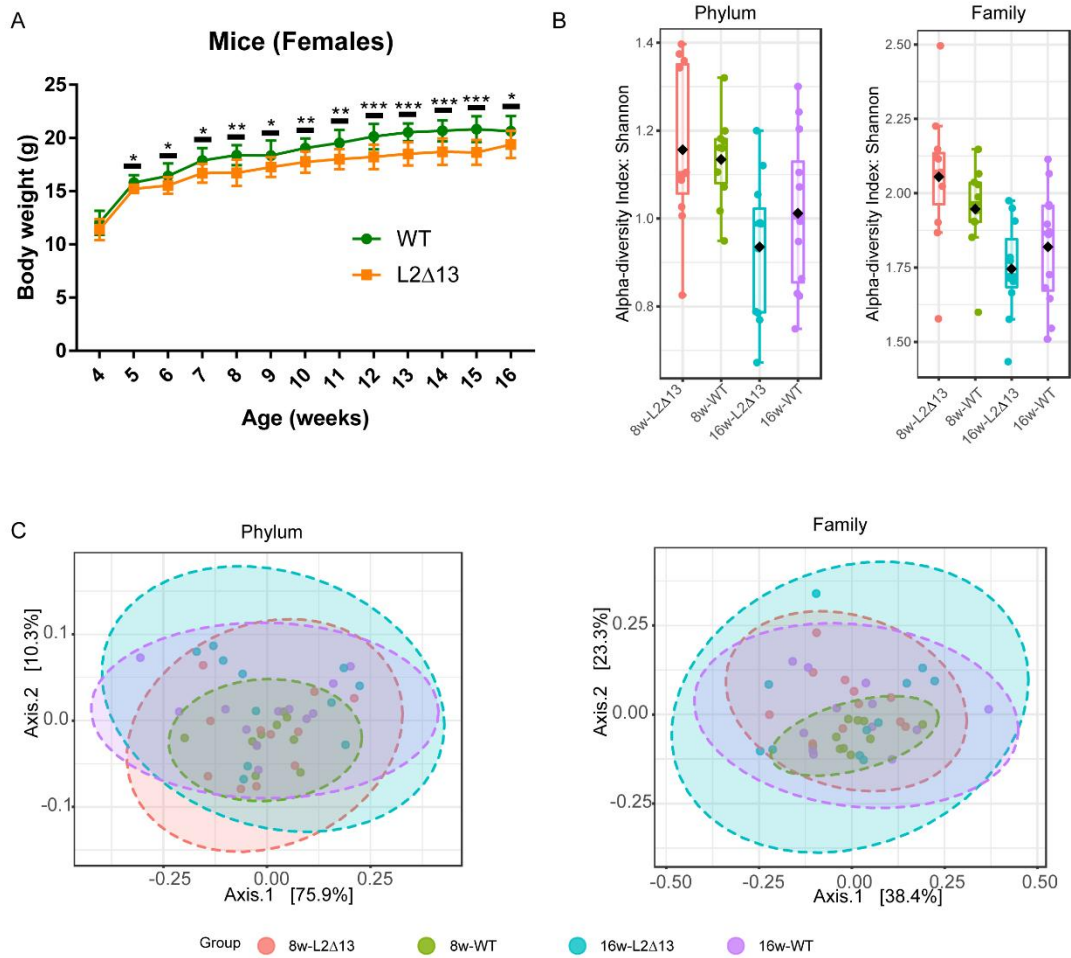 A
Mice (Females)
Body weight (g)
25
20
15
10
5
0
* * * ** * ** ** *** *** *** *** *
WT
L2Δ13
4 5 6 7 8 9 10 11 12 13 14 15 16
Age (weeks)
B
Phylum
Alpha-diversity Index: Shannon
1.4
1.2
1.0
0.8
8w-L2Δ13
8w-WT
16w-L2Δ13
16w-WT
Family
Alpha-diversity Index: Shannon
2.50
2.25
2.00
1.75
1.50
8w-L2Δ13
8w-WT
16w-L2Δ13
16w-WT
C
Phylum
Axis.2 [10.3%]
0.1
0.0
-0.1
-0.25 0.00 0.25
Axis.1 [75.9%]
Family
Axis.2 [23.3%]
0.25
0.00
-0.25
-0.50 -0.25 0.00 0.25 0.50
Axis.1 [38.4%]
Group 8w-L2Δ13 8w-WT 16w-L2Δ13 16w-WT